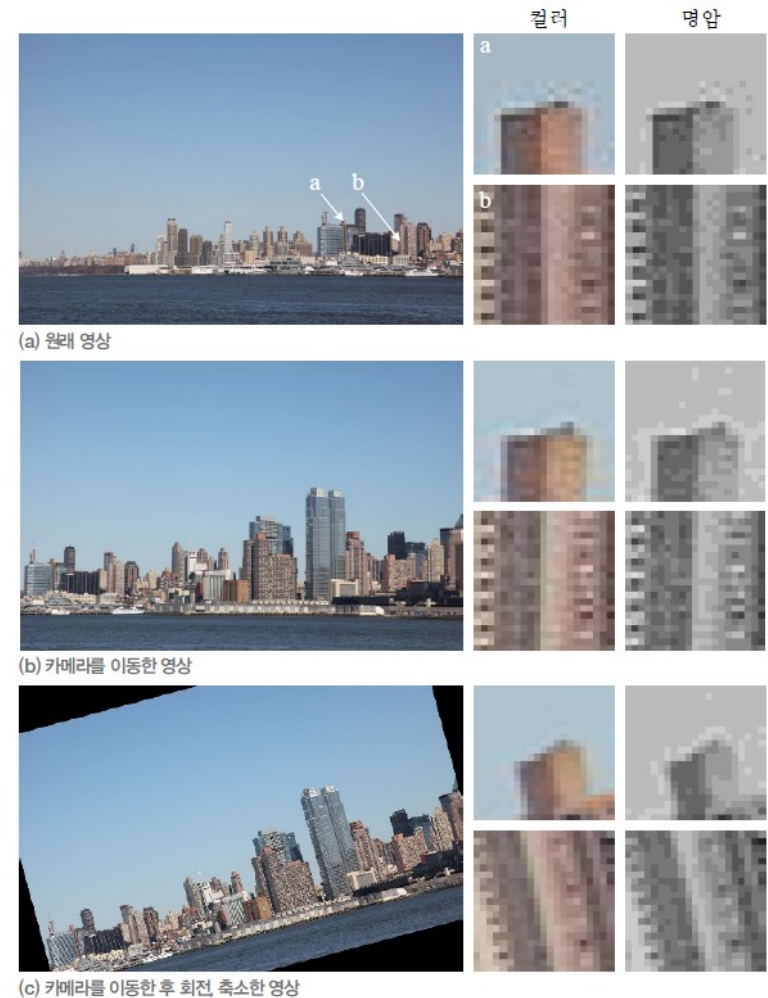 컬러 명암
a
a b
b
(a) 원래 영상
(b) 카메라를 이동한 영상
(c) 카메라를 이동한 후 회전, 축소한 영상